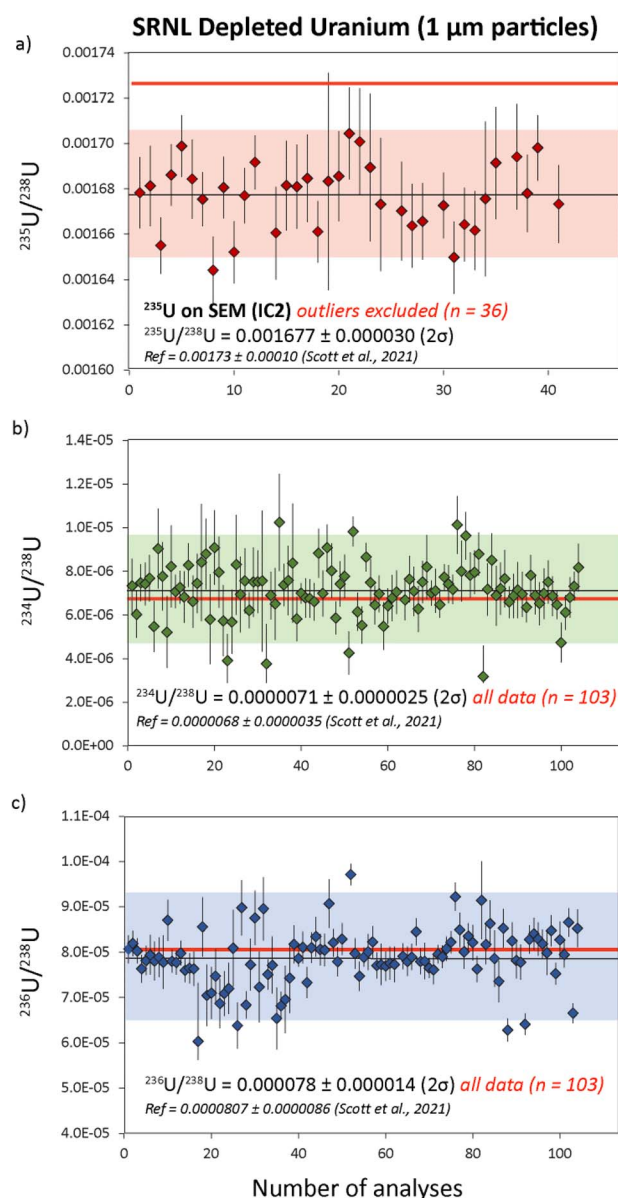 SRNL Depleted Uranium (1 μm particles)
a)
0.00174
0.00172
0.00170
0.00168
0.00166
0.00164
0.00162
0.00160
²³⁵U/²³⁸U
²³⁵U on SEM (IC2) outliers excluded (n = 36)
²³⁵U/²³⁸U = 0.001677 ± 0.000030 (2σ)
Ref = 0.00173 ± 0.00010 (Scott et al., 2021)
0 10 20 30 40
b)
1.4E-05
1.2E-05
1.0E-05
8.0E-06
6.0E-06
4.0E-06
2.0E-06
0.0E+00
²³⁴U/²³⁸U
²³⁴U/²³⁸U = 0.0000071 ± 0.0000025 (2σ) all data (n = 103)
Ref = 0.0000068 ± 0.0000035 (Scott et al., 2021)
0 20 40 60 80 100
c)
1.1E-04
1.0E-04
9.0E-05
8.0E-05
7.0E-05
6.0E-05
5.0E-05
4.0E-05
²³⁶U/²³⁸U
²³⁶U/²³⁸U = 0.000078 ± 0.000014 (2σ) all data (n = 103)
Ref = 0.0000807 ± 0.0000086 (Scott et al., 2021)
0 20 40 60 80 100
Number of analyses